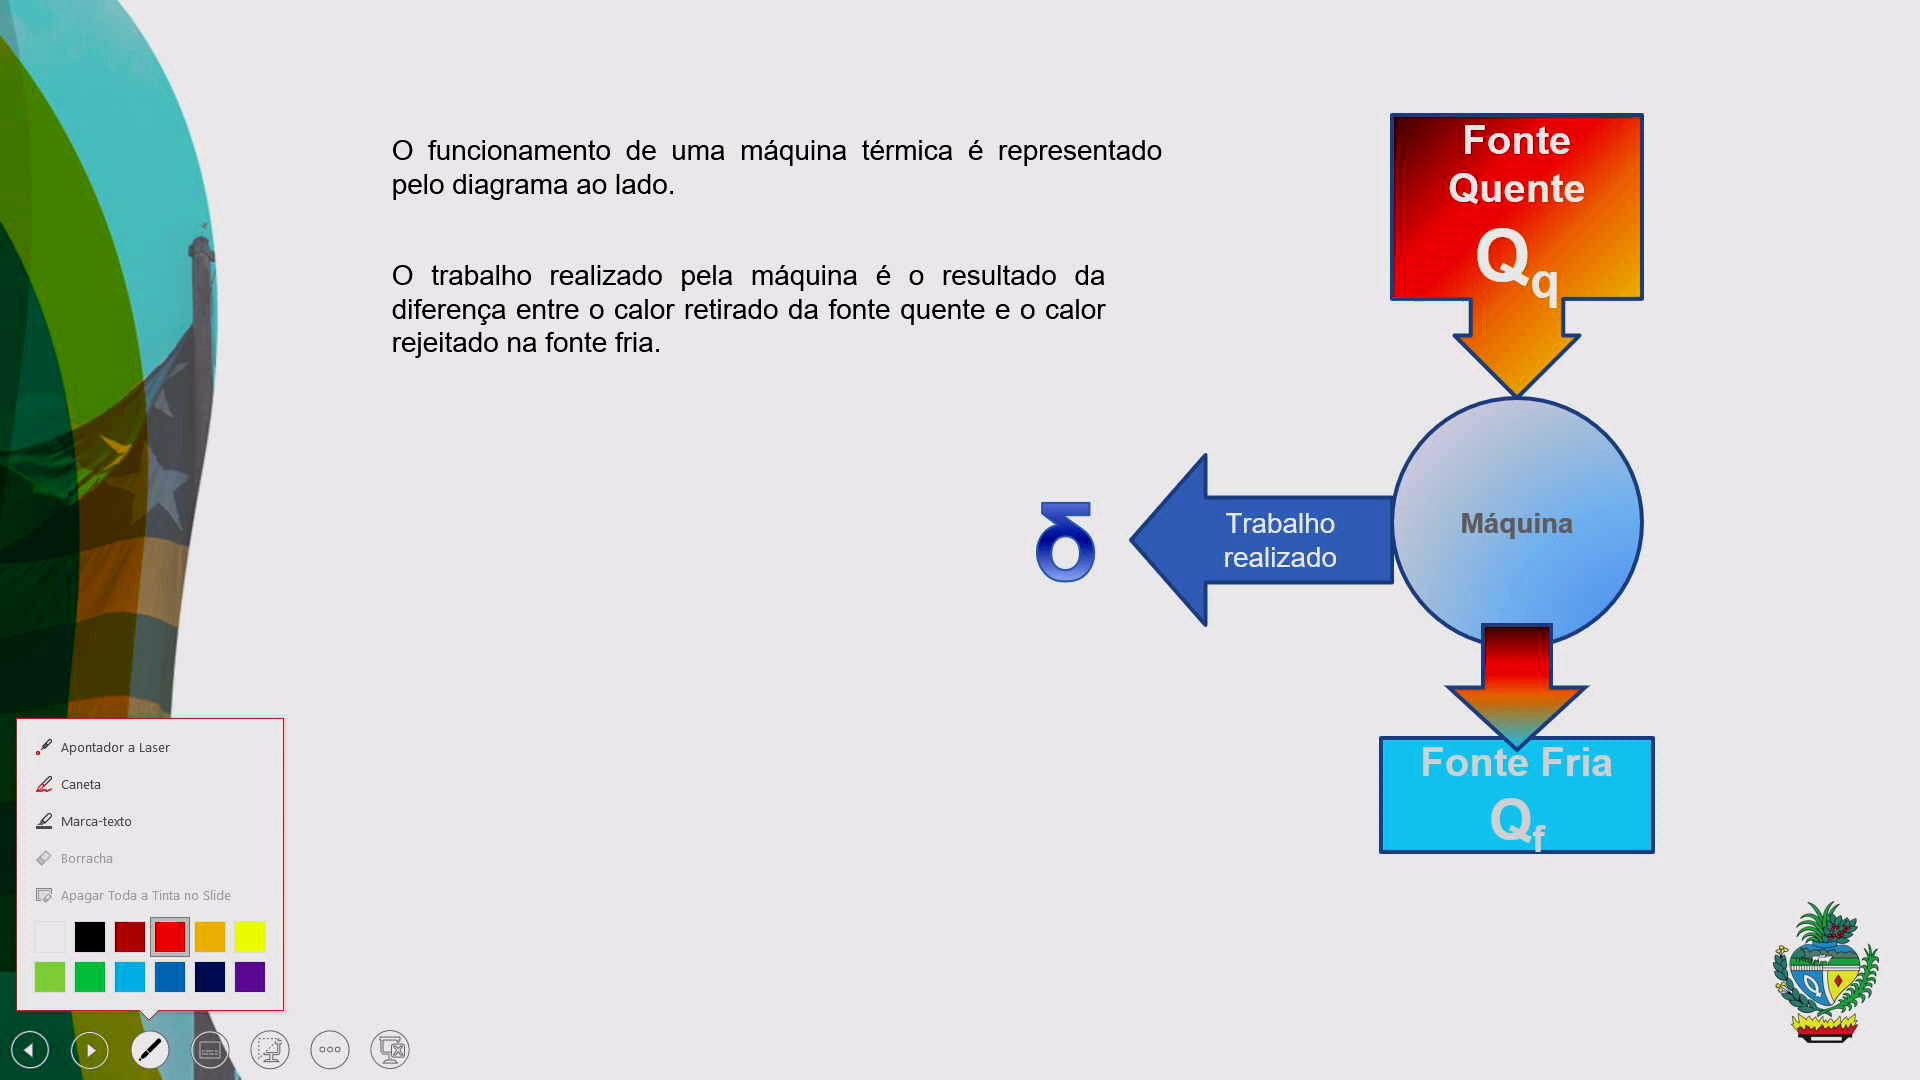 O funcionamento de uma máquina térmica é representado
pelo diagrama ao lado.
O trabalho realizado pela máquina é o resultado da
diferença entre o calor retirado da fonte quente e o calor
rejeitado na fonte fria.
Fonte
Quente
Qq
δ
Trabalho
realizado
Máquina
Fonte Fria
Qf
Apontador a Laser
Caneta
Marca-texto
Borracha
Apagar Toda a Tinta no Slide